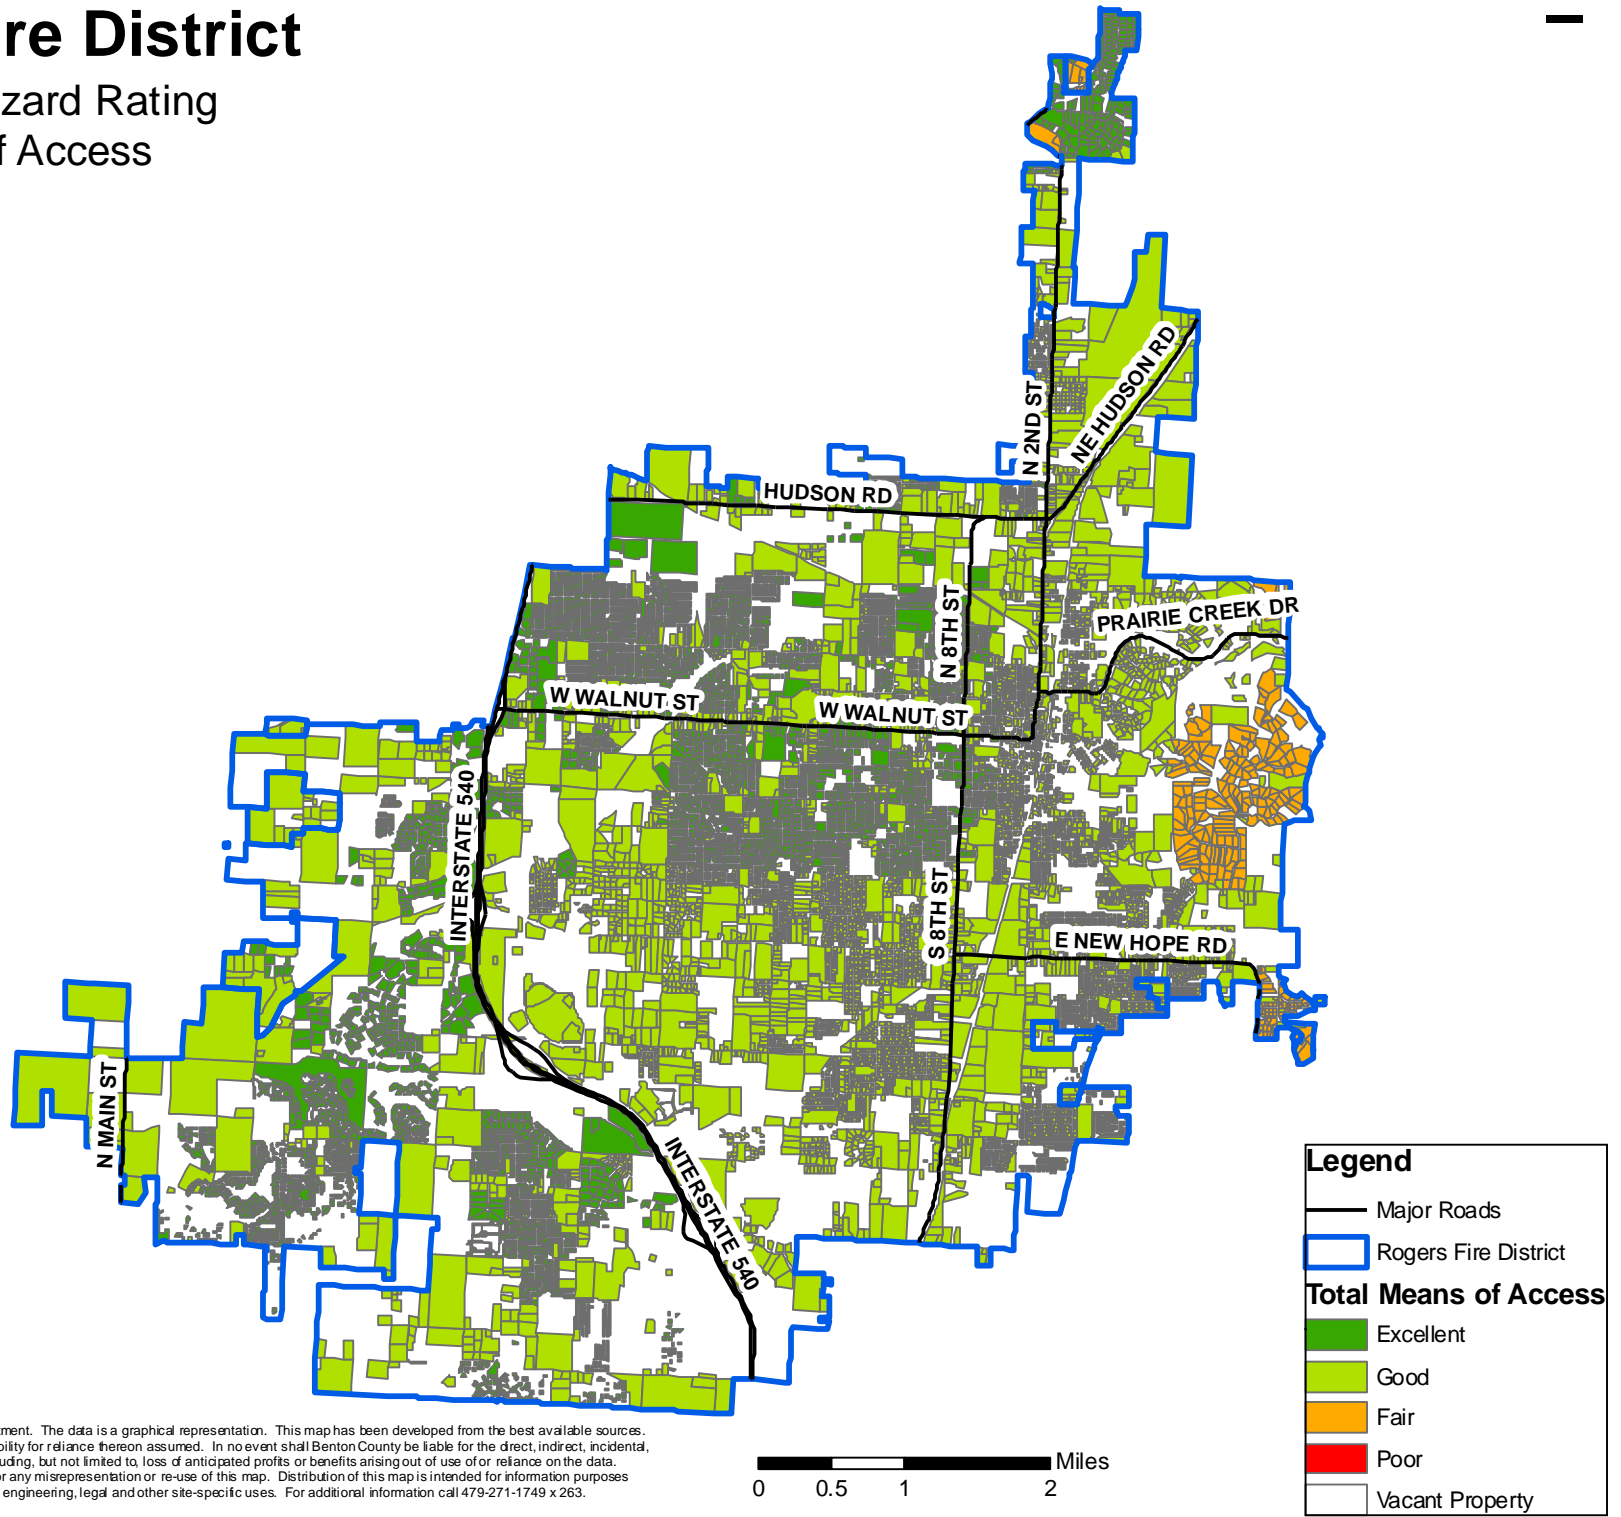 re District
zard Rating
f Access
N 2ND ST
NE HUDSON RD
HUDSON RD
N 8TH ST
PRAIRIE CREEK DR
W WALNUT ST
W WALNUT ST
INTERSTATE 540
S 8TH ST
E NEW HOPE RD
N MAIN ST
INTERSTATE 540
Legend
Major Roads
Rogers Fire District
Total Means of Access
Excellent
Good
Fair
Poor
Vacant Property
ment. The data is a graphical representation. This map has been developed from the best available sources.
bility for reliance thereon assumed. In no event shall Benton County be liable for the direct, indirect, incidental,
uding, but not limited to, loss of anticipated profits or benefits arising out of use of or reliance on the data.
or any misrepresentation or re-use of this map. Distribution of this map is intended for information purposes
engineering, legal and other site-specific uses. For additional information call 479-271-1749 x 263.
Miles
0 0.5 1 2